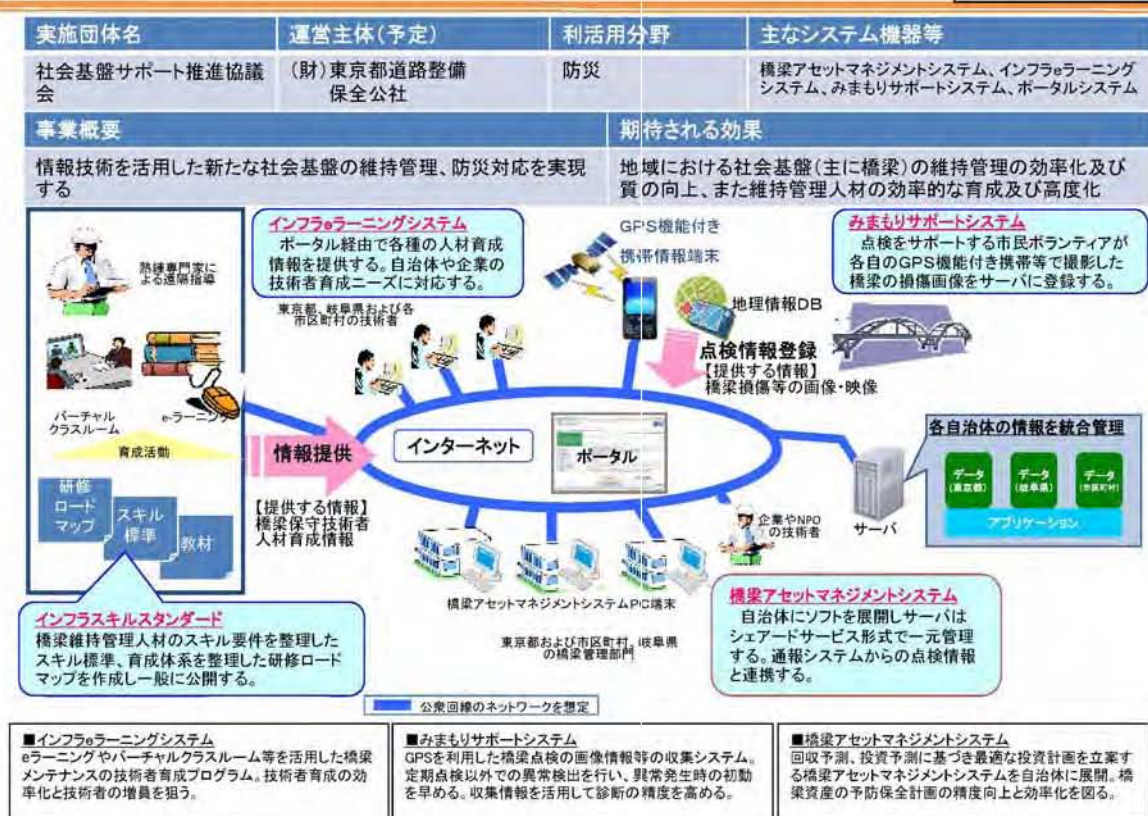 実施団体名
運営主体(予定)
利活用分野
主なシステム機器等
社会基盤サポート推進協議
会
(財)東京都道路整備
保全公社
防災
橋梁アセットマネジメントシステム、インフラeラーニング
システム、みまもりサポートシステム、ポータルシステム
事業概要
期待される効果
情報技術を活用した新たな社会基盤の維持管理、防災対応を実現
する
地域における社会基盤(主に橋梁)の維持管理の効率化及び
質の向上、また維持管理人材の効率的な育成及び高度化
熟練専門家に
よる遠隔指導
バーチャル
クラスルーム
e-ラーニング
育成活動
研修
ロード
マップ
スキル
標準
教材
インフラeラーニングシステム
ポータル経由で各種の人材育成
情報を提供する。自治体や企業の
技術者育成ニーズに対応する。
東京都、岐阜県および各
市区町村の技術者
GPS機能付き
携帯情報端末
地理情報DB
点検情報登録
【提供する情報】
橋梁損傷等の画像・映像
みまもりサポートシステム
点検をサポートする市民ボランティアが
各自のGPS機能付き携帯等で撮影した
橋梁の損傷画像をサーバに登録する。
情報提供
【提供する情報】
橋梁保守技術者
人材育成情報
インターネット
ポータル
各自治体の情報を統合管理
データ
(東京都)
データ
(岐阜県)
データ
(市区町村)
アプリケーション
サーバ
企業やNPO
の技術者
橋梁アセットマネジメントシステムPC端末
東京都および市区町村、岐阜県
の橋梁管理部門
インフラスキルスタンダード
橋梁維持管理人材のスキル要件を整理した
スキル標準、育成体系を整理した研修ロード
マップを作成し一般に公開する。
橋梁アセットマネジメントシステム
自治体にソフトを展開しサーバは
シェアードサービス形式で一元管理
する。通報システムからの点検情報
と連携する。
公衆回線のネットワークを想定
■インフラeラーニングシステム
eラーニングやバーチャルクラスルーム等を活用した橋梁
メンテナンスの技術者育成プログラム。技術者育成の効
率化と技術者の増員を狙う。
■みまもりサポートシステム
GPSを利用した橋梁点検の画像情報等の収集システム。
定期点検以外での異常検出を行い、異常発生時の初動
を早める。収集情報を活用して診断の精度を高める。
■橋梁アセットマネジメントシステム
回収予測、投資予測に基づき最適な投資計画を立案す
る橋梁アセットマネジメントシステムを自治体に展開。橋
梁資産の予防保全計画の精度向上と効率化を図る。